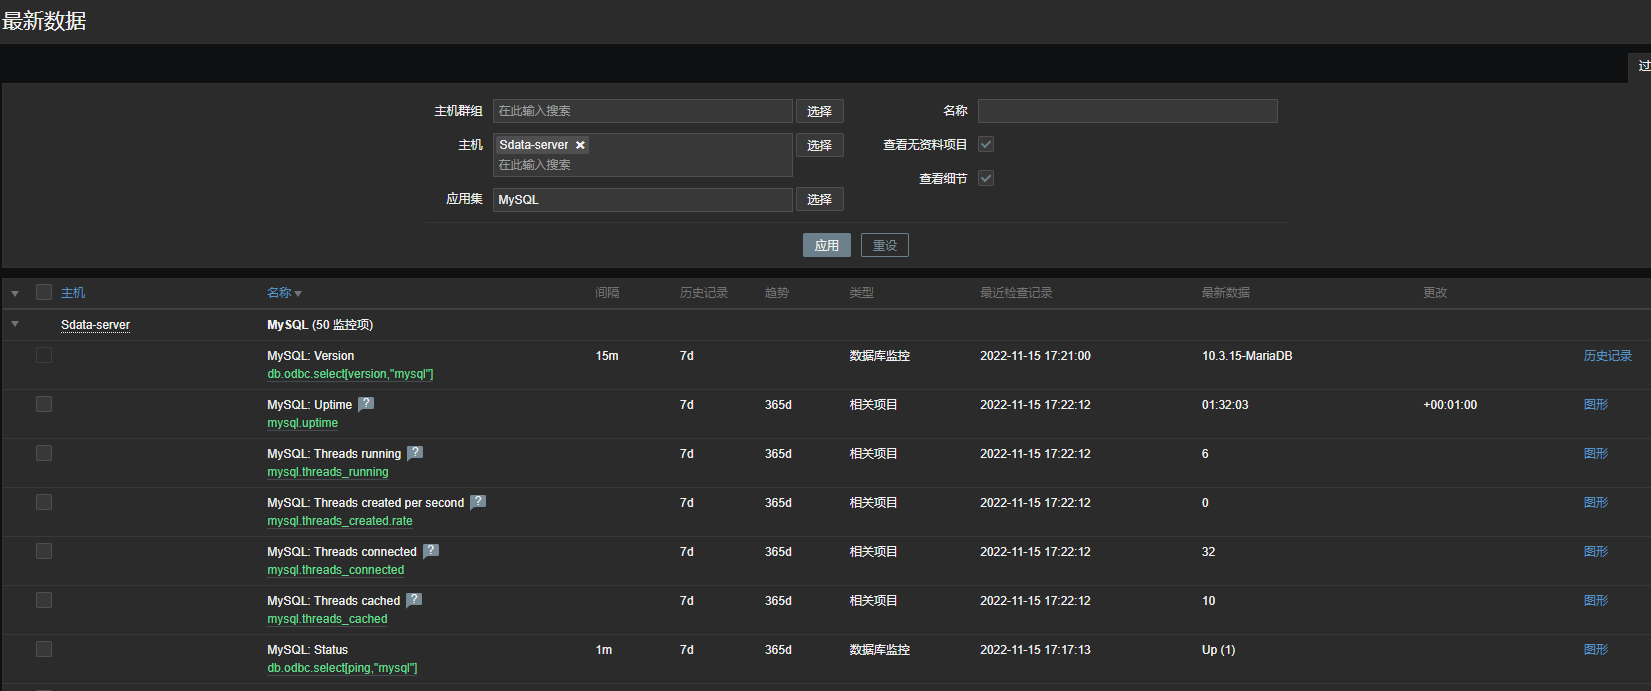 最新数据
过
主机群组 在此输入搜索 选择 名称
主机 Sdata-server 选择 查看无资料项目
在此输入搜索
查看细节
应用集 MySQL 选择
应用 重设
主机 名称 间隔 历史记录 趋势 类型 最近检查记录 最新数据 更改
Sdata-server MySQL (50 监控项)
MySQL: Version 15m 7d 数据库监控 2022-11-15 17:21:00 10.3.15-MariaDB 历史记录
db.odbc.select[version,"mysql"]
MySQL: Uptime ? 7d 365d 相关项目 2022-11-15 17:22:12 01:32:03 +00:01:00 图形
mysql.uptime
MySQL: Threads running ? 7d 365d 相关项目 2022-11-15 17:22:12 6 图形
mysql.threads_running
MySQL: Threads created per second ? 7d 365d 相关项目 2022-11-15 17:22:12 0 图形
mysql.threads_created.rate
MySQL: Threads connected ? 7d 365d 相关项目 2022-11-15 17:22:12 32 图形
mysql.threads_connected
MySQL: Threads cached ? 7d 365d 相关项目 2022-11-15 17:22:12 10 图形
mysql.threads_cached
MySQL: Status 1m 7d 365d 数据库监控 2022-11-15 17:17:13 Up (1) 图形
db.odbc.select[ping,"mysql"]